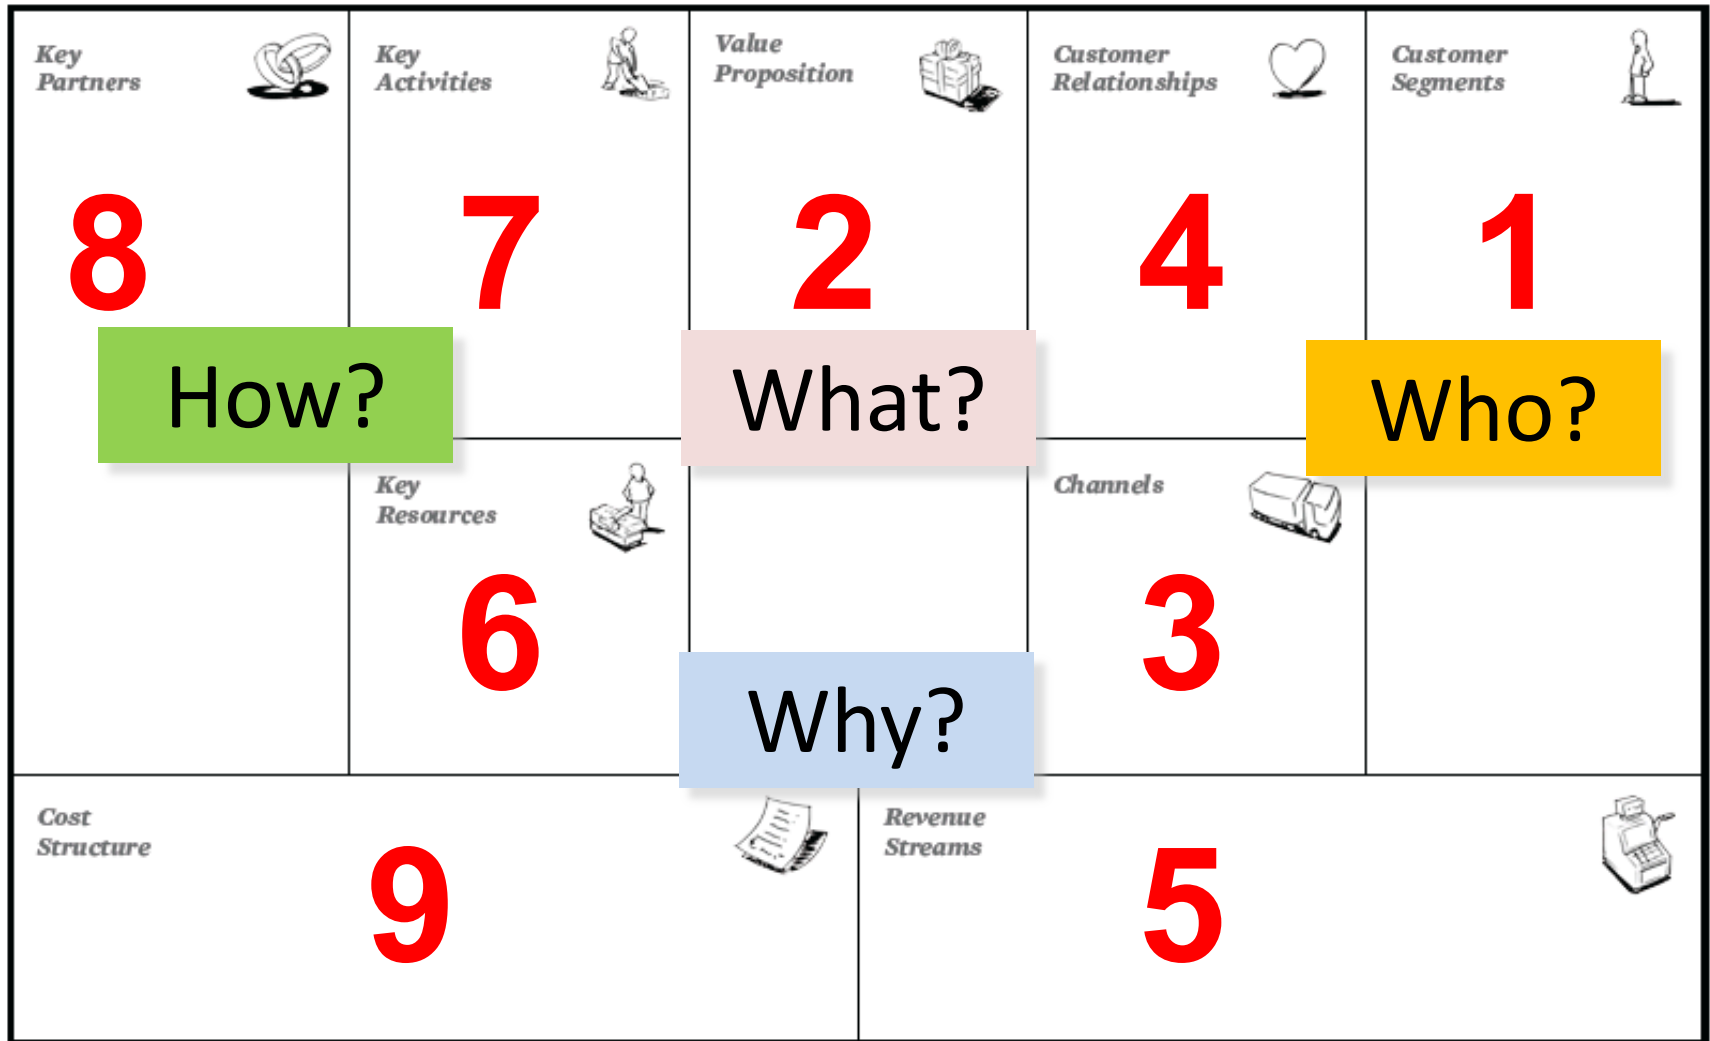 Key
Partners
8
Key
Activities
7
Value
Proposition
2
Customer
Relationships
4
Customer
Segments
1
How?
What?
Who?
Key
Resources
6
Channels
3
Why?
Cost
Structure
9
Revenue
Streams
5